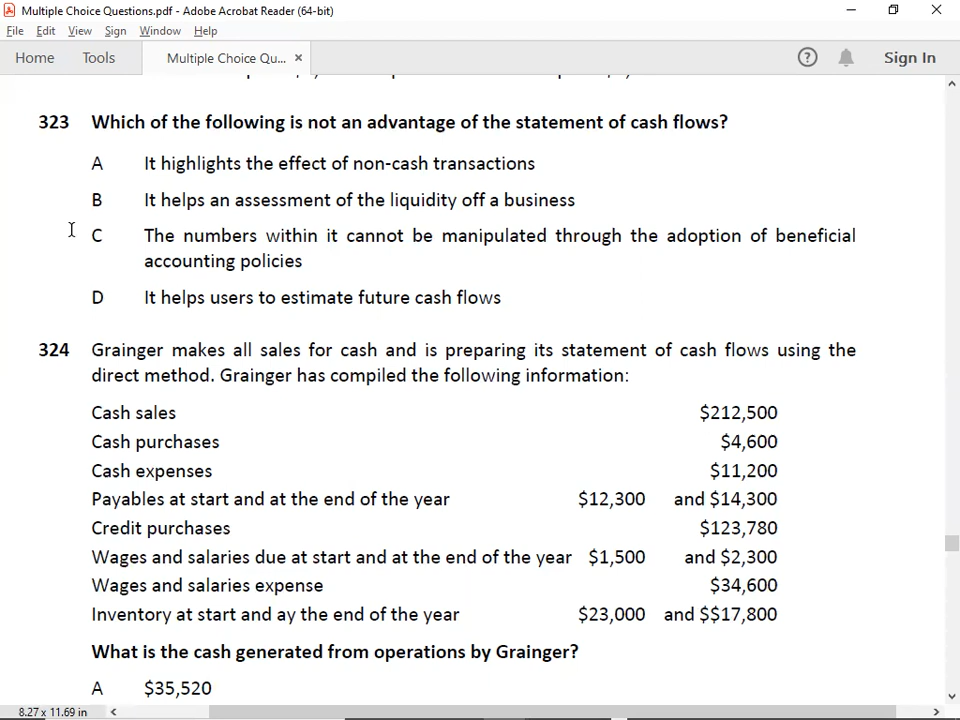 Multiple Choice Questions.pdf - Adobe Acrobat Reader (64-bit)
File Edit View Sign Window Help
Home Tools Multiple Choice Qu... × Sign In
323 Which of the following is not an advantage of the statement of cash flows?
A It highlights the effect of non-cash transactions
B It helps an assessment of the liquidity off a business
C The numbers within it cannot be manipulated through the adoption of beneficial
accounting policies
D It helps users to estimate future cash flows
324 Grainger makes all sales for cash and is preparing its statement of cash flows using the
direct method. Grainger has compiled the following information:
Cash sales $212,500
Cash purchases $4,600
Cash expenses $11,200
Payables at start and at the end of the year $12,300 and $14,300
Credit purchases $123,780
Wages and salaries due at start and at the end of the year $1,500 and $2,300
Wages and salaries expense $34,600
Inventory at start and ay the end of the year $23,000 and $$17,800
What is the cash generated from operations by Grainger?
A $35,520
8.27 x 11.69 in